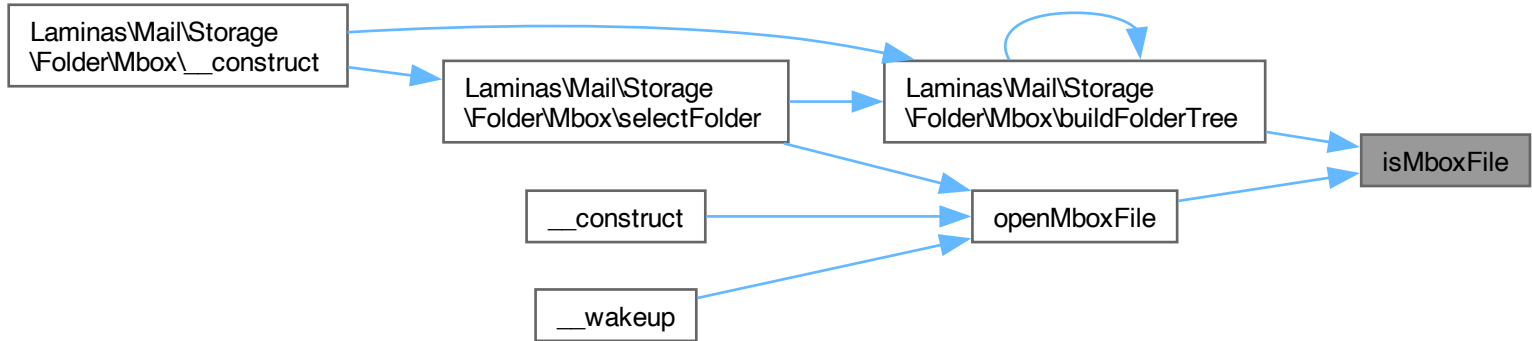 Laminas\Mail\Storage
\Folder\Mbox\__construct
Laminas\Mail\Storage
\Folder\Mbox\selectFolder
Laminas\Mail\Storage
\Folder\Mbox\buildFolderTree
isMboxFile
__construct
openMboxFile
__wakeup